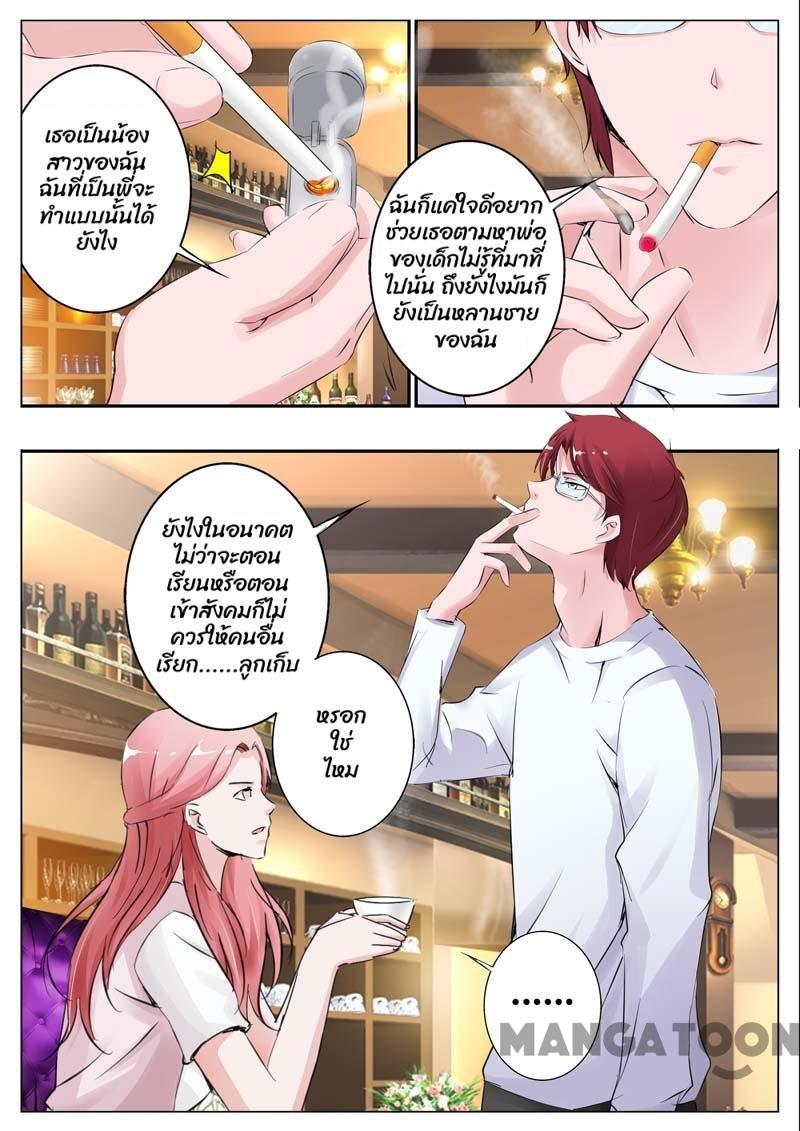 เธอเป็นน้อง
สาวของฉัน
ฉันที่เป็นพี่จะ
ทำแบบนั้นได้
ยังไง
ฉันก็แค่ใจดีอยาก
ช่วยเธอตามหาพ่อ
ของเด็กไม่รู้ที่มาที่
ไปนั่น ถึงยังไงมันก็
ยังเป็นหลานชาย
ของฉัน
ยังไงในอนาคต
ไม่ว่าจะตอน
เรียนหรือตอน
เข้าสังคมก็ไม่
ควรให้คนอื่น
เรียก......ลูกเก็บ
หรอก
ใช่
ไหม
......
MANGATOON